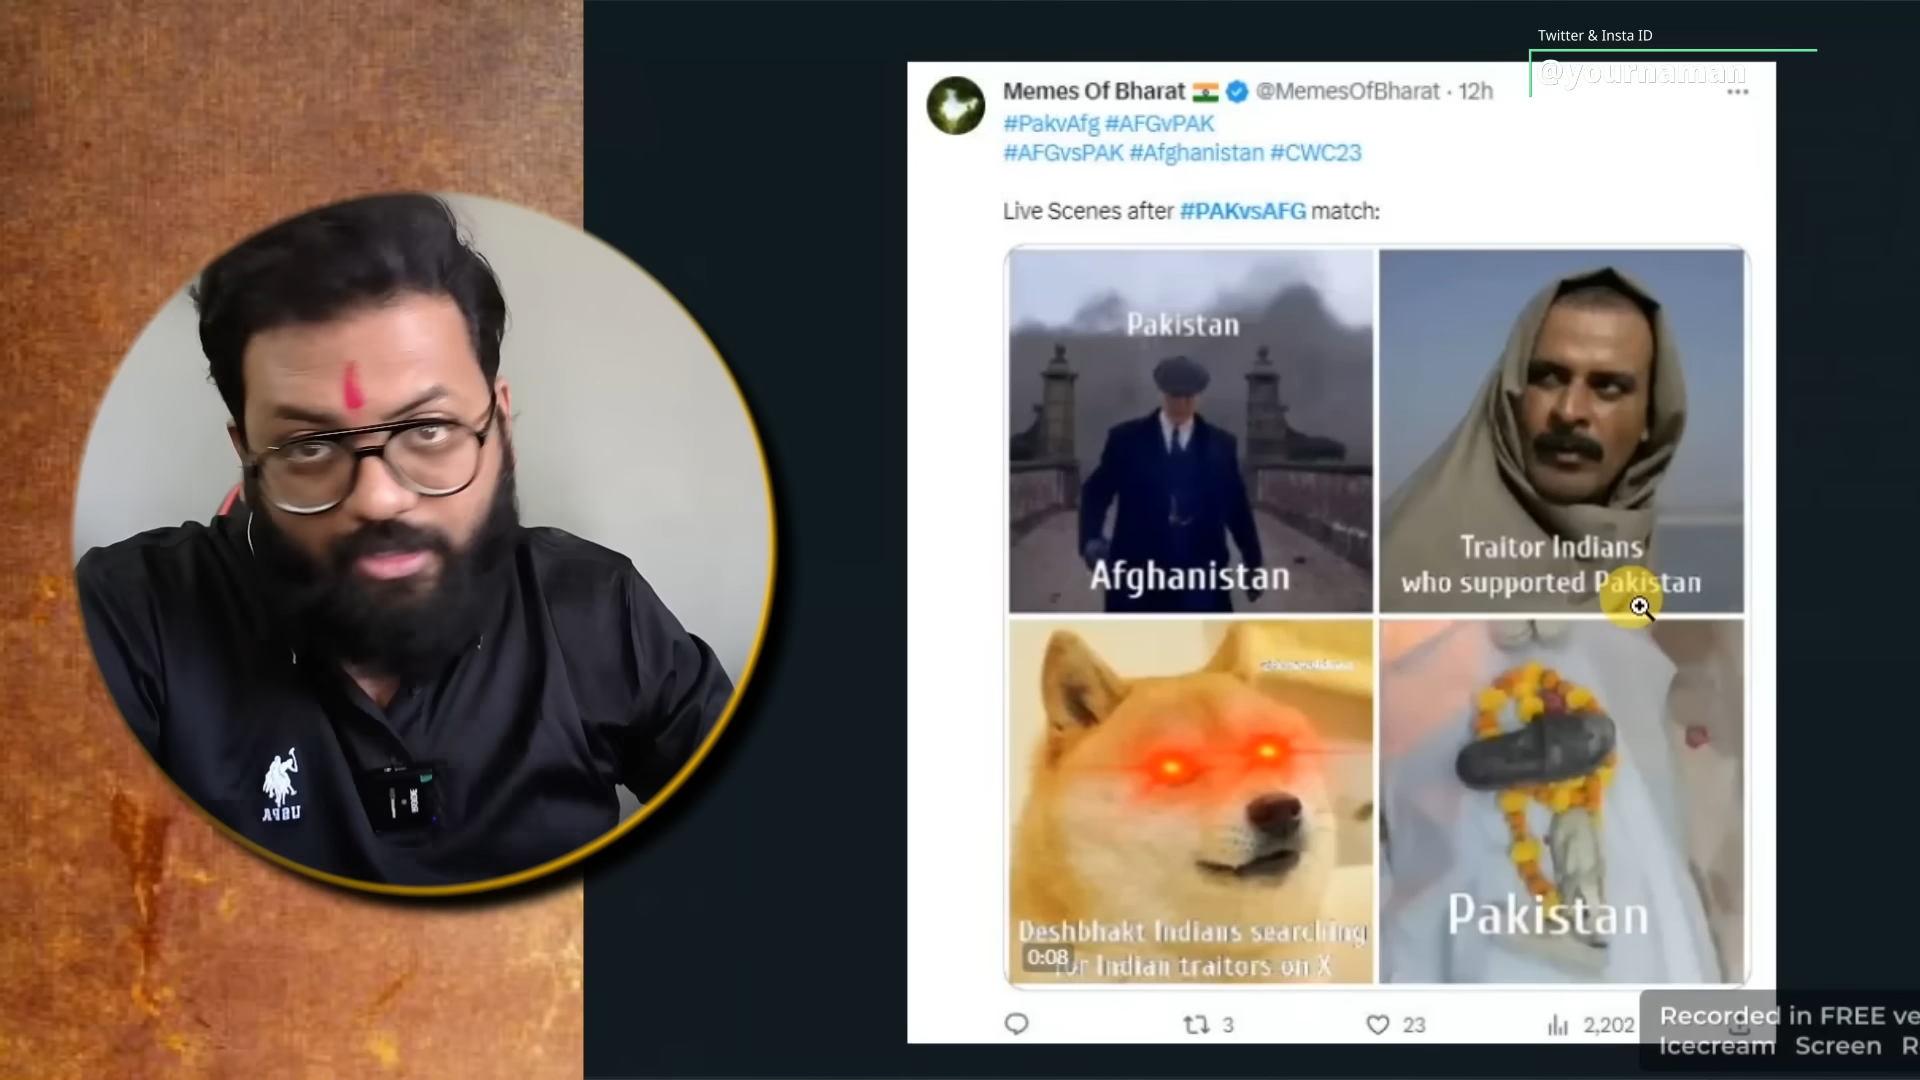 Twitter & Insta ID
@yournaman
Memes Of Bharat @MemesOfBharat · 12h
#PakvAfg #AFGvPAK
#AFGvsPAK #Afghanistan #CWC23
Live Scenes after #PAKvsAFG match:
Pakistan
Afghanistan
Traitor Indians
who supported Pakistan
Deshbhakt Indians searching
for Indian traitors on X
0:08
Pakistan
3
23
2,202
Recorded in FREE ve
Icecream Screen R
USPA
RODE